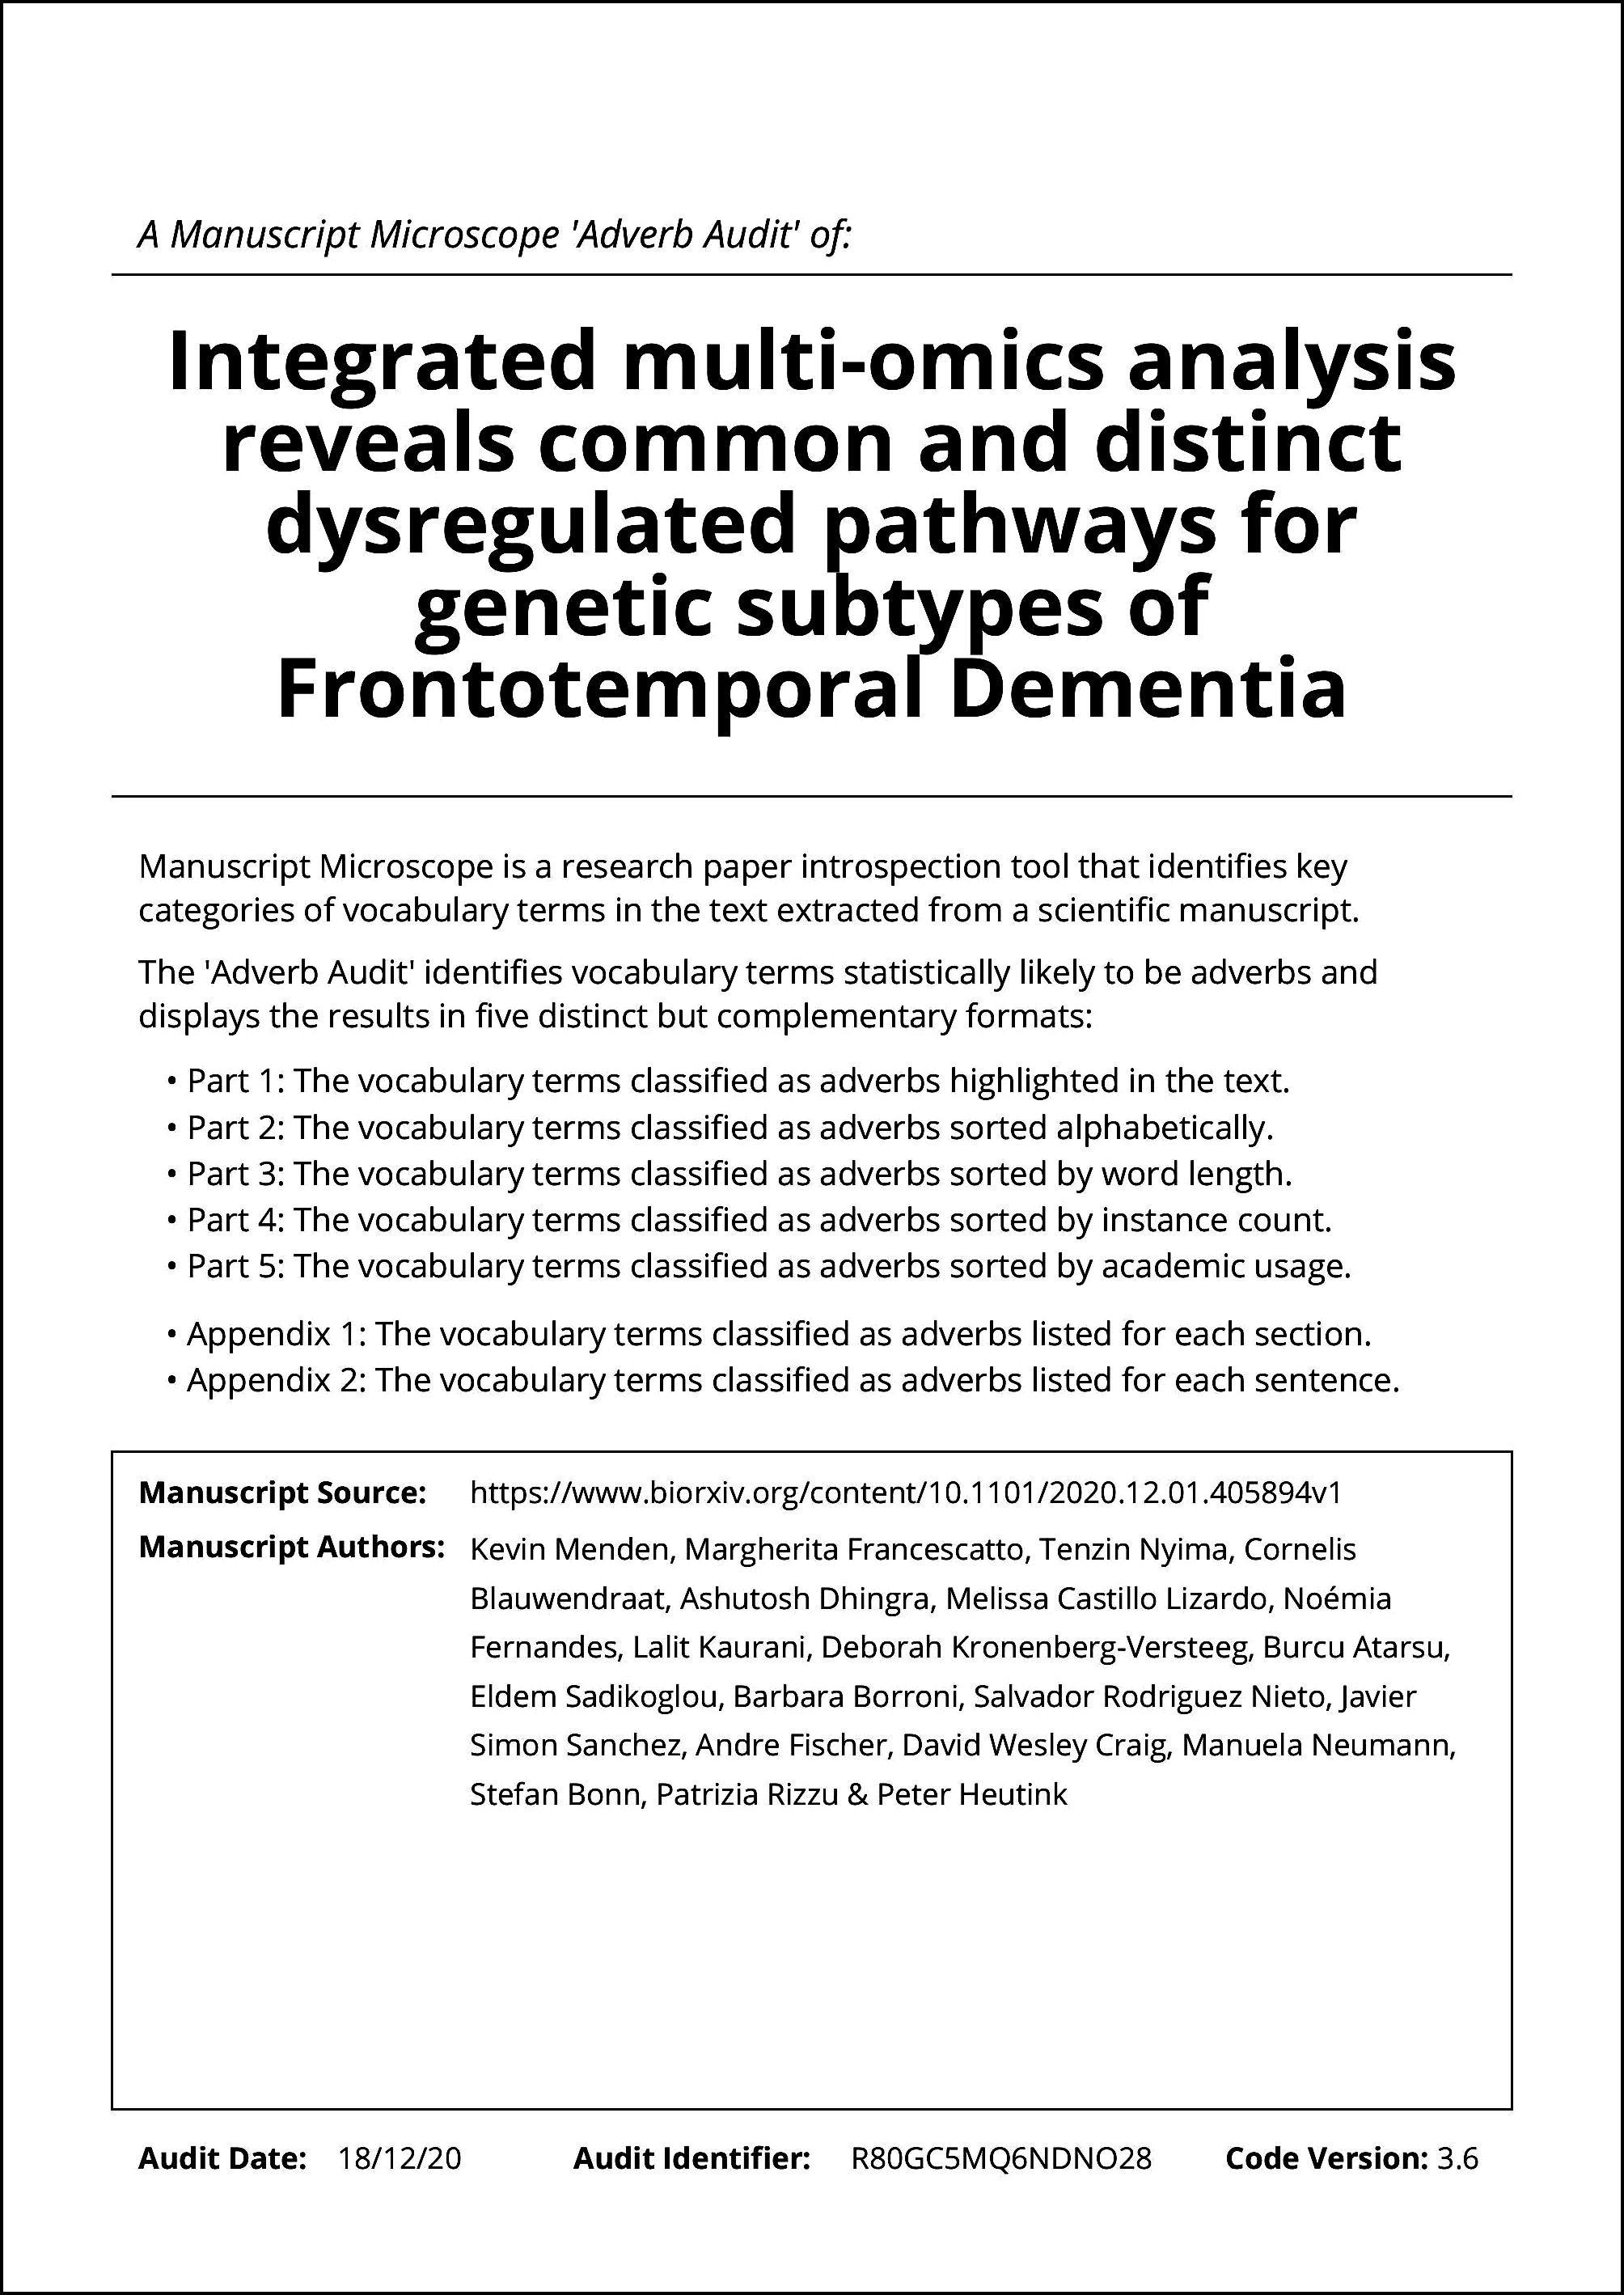 A Manuscript Microscope 'Adverb Audit' of:
Integrated multi-omics analysis
reveals common and distinct
dysregulated pathways for
genetic subtypes of
Frontotemporal Dementia
Manuscript Microscope is a research paper introspection tool that identifies key
categories of vocabulary terms in the text extracted from a scientific manuscript.
The 'Adverb Audit' identifies vocabulary terms statistically likely to be adverbs and
displays the results in five distinct but complementary formats:
• Part 1: The vocabulary terms classified as adverbs highlighted in the text.
• Part 2: The vocabulary terms classified as adverbs sorted alphabetically.
• Part 3: The vocabulary terms classified as adverbs sorted by word length.
• Part 4: The vocabulary terms classified as adverbs sorted by instance count.
• Part 5: The vocabulary terms classified as adverbs sorted by academic usage.
• Appendix 1: The vocabulary terms classified as adverbs listed for each section.
• Appendix 2: The vocabulary terms classified as adverbs listed for each sentence.
Manuscript Source: https://www.biorxiv.org/content/10.1101/2020.12.01.405894v1
Manuscript Authors: Kevin Menden, Margherita Francescatto, Tenzin Nyima, Cornelis
Blauwendraat, Ashutosh Dhingra, Melissa Castillo Lizardo, Noémia
Fernandes, Lalit Kaurani, Deborah Kronenberg-Versteeg, Burcu Atarsu,
Eldem Sadikoglou, Barbara Borroni, Salvador Rodriguez Nieto, Javier
Simon Sanchez, Andre Fischer, David Wesley Craig, Manuela Neumann,
Stefan Bonn, Patrizia Rizzu & Peter Heutink
Audit Date: 18/12/20 Audit Identifier: R80GC5MQ6NDNO28 Code Version: 3.6